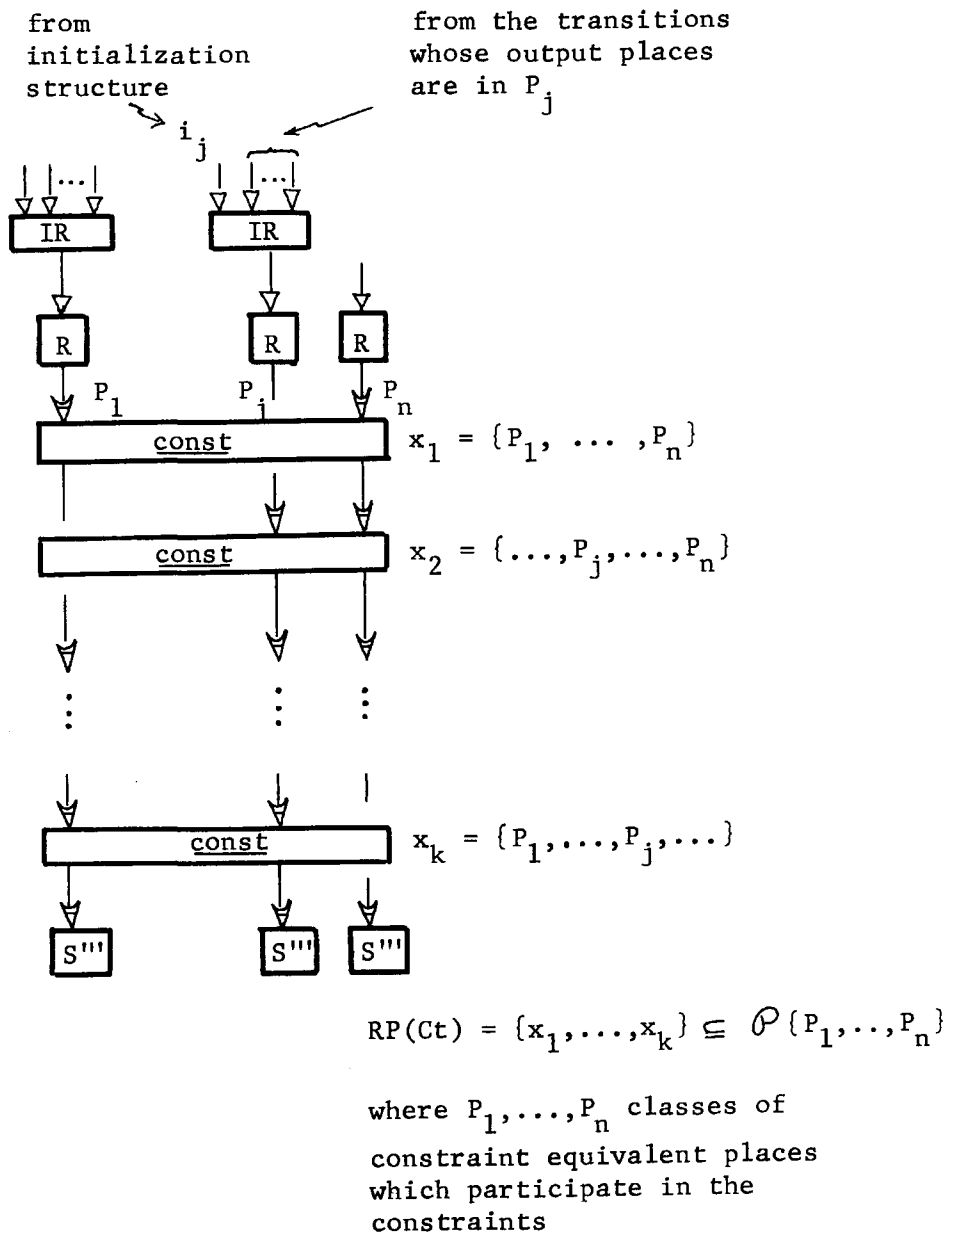 from
initialization
structure
from the transitions
whose output places
are in P_j
i_j
...
...
IR
IR
R
R
R
P_1
P_j
P_n
const
x_1 = {P_1, ... ,P_n}
const
x_2 = {...,P_j,...,P_n}
const
x_k = {P_1,...,P_j,...}
S'''
S'''
S'''
RP(Ct) = {x_1,...,x_k} ⊆ 𝒫{P_1,..,P_n}
where P_1,...,P_n classes of
constraint equivalent places
which participate in the
constraints